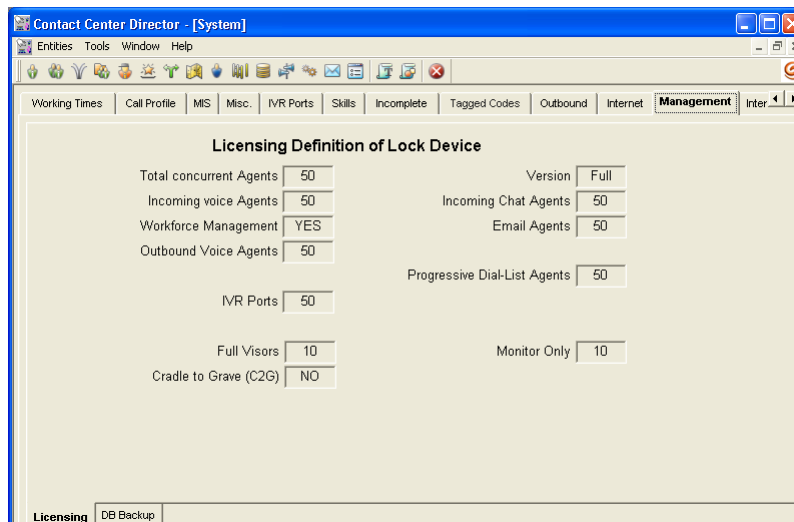 Contact Center Director - [System]
Entities Tools Window Help
Working Times Call Profile MIS Misc. IVR Ports Skills Incomplete Tagged Codes Outbound Internet Management Inter
Licensing Definition of Lock Device
Total concurrent Agents 50 Version Full
Incoming voice Agents 50 Incoming Chat Agents 50
Workforce Management YES Email Agents 50
Outbound Voice Agents 50
Progressive Dial-List Agents 50
IVR Ports 50
Full Visors 10 Monitor Only 10
Cradle to Grave (C2G) NO
Licensing DB Backup